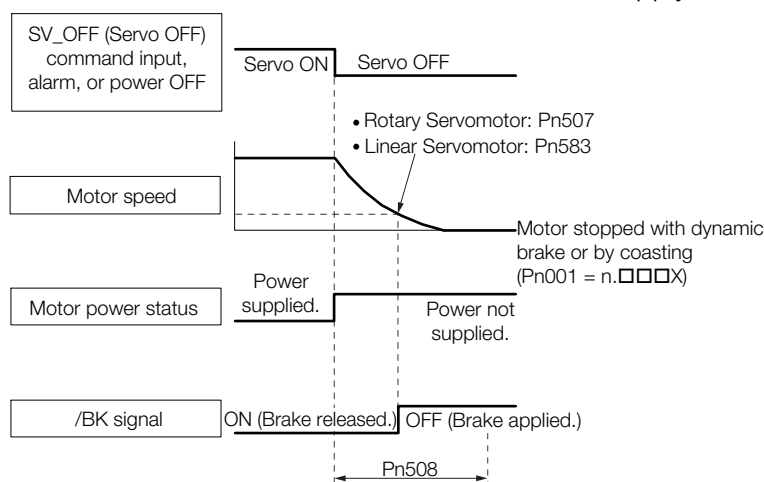 SV_OFF (Servo OFF)
command input,
alarm, or power OFF
Servo ON
Servo OFF
• Rotary Servomotor: Pn507
• Linear Servomotor: Pn583
Motor speed
Motor stopped with dynamic
brake or by coasting
(Pn001 = n.□□□X)
Motor power status
Power
supplied.
Power not
supplied.
/BK signal
ON (Brake released.)
OFF (Brake applied.)
Pn508